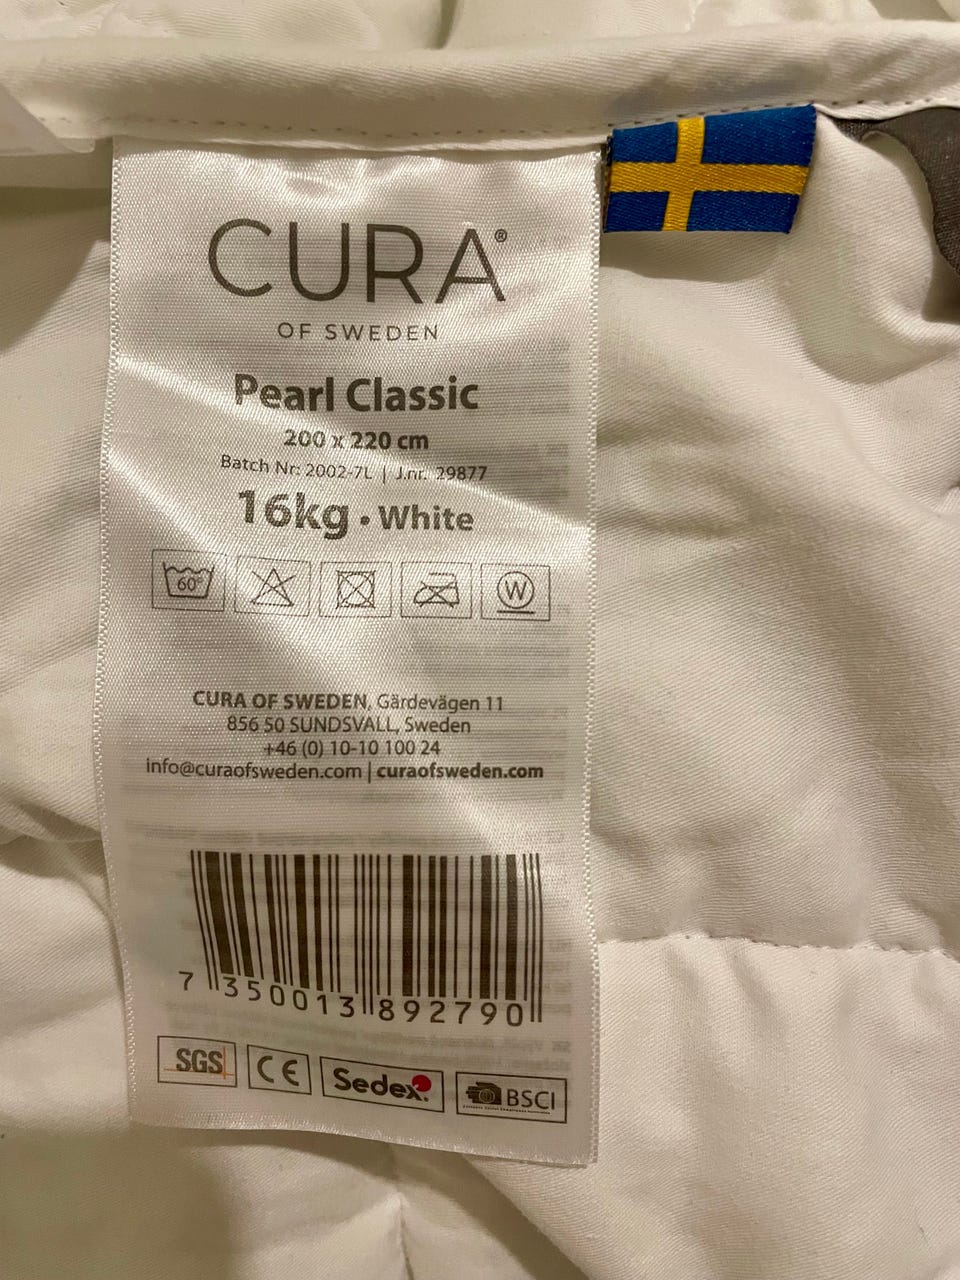 CURA®
OF SWEDEN
Pearl Classic
200 x 220 cm
Batch Nr: 2002-7L | J.nr. 29877
16kg • White
60°
W
CURA OF SWEDEN, Gärdevägen 11
856 50 SUNDSVALL, Sweden
+46 (0) 10-10 100 24
info@curaofsweden.com | curaofsweden.com
7 350013 892790
SGS CE Sedex BSCI